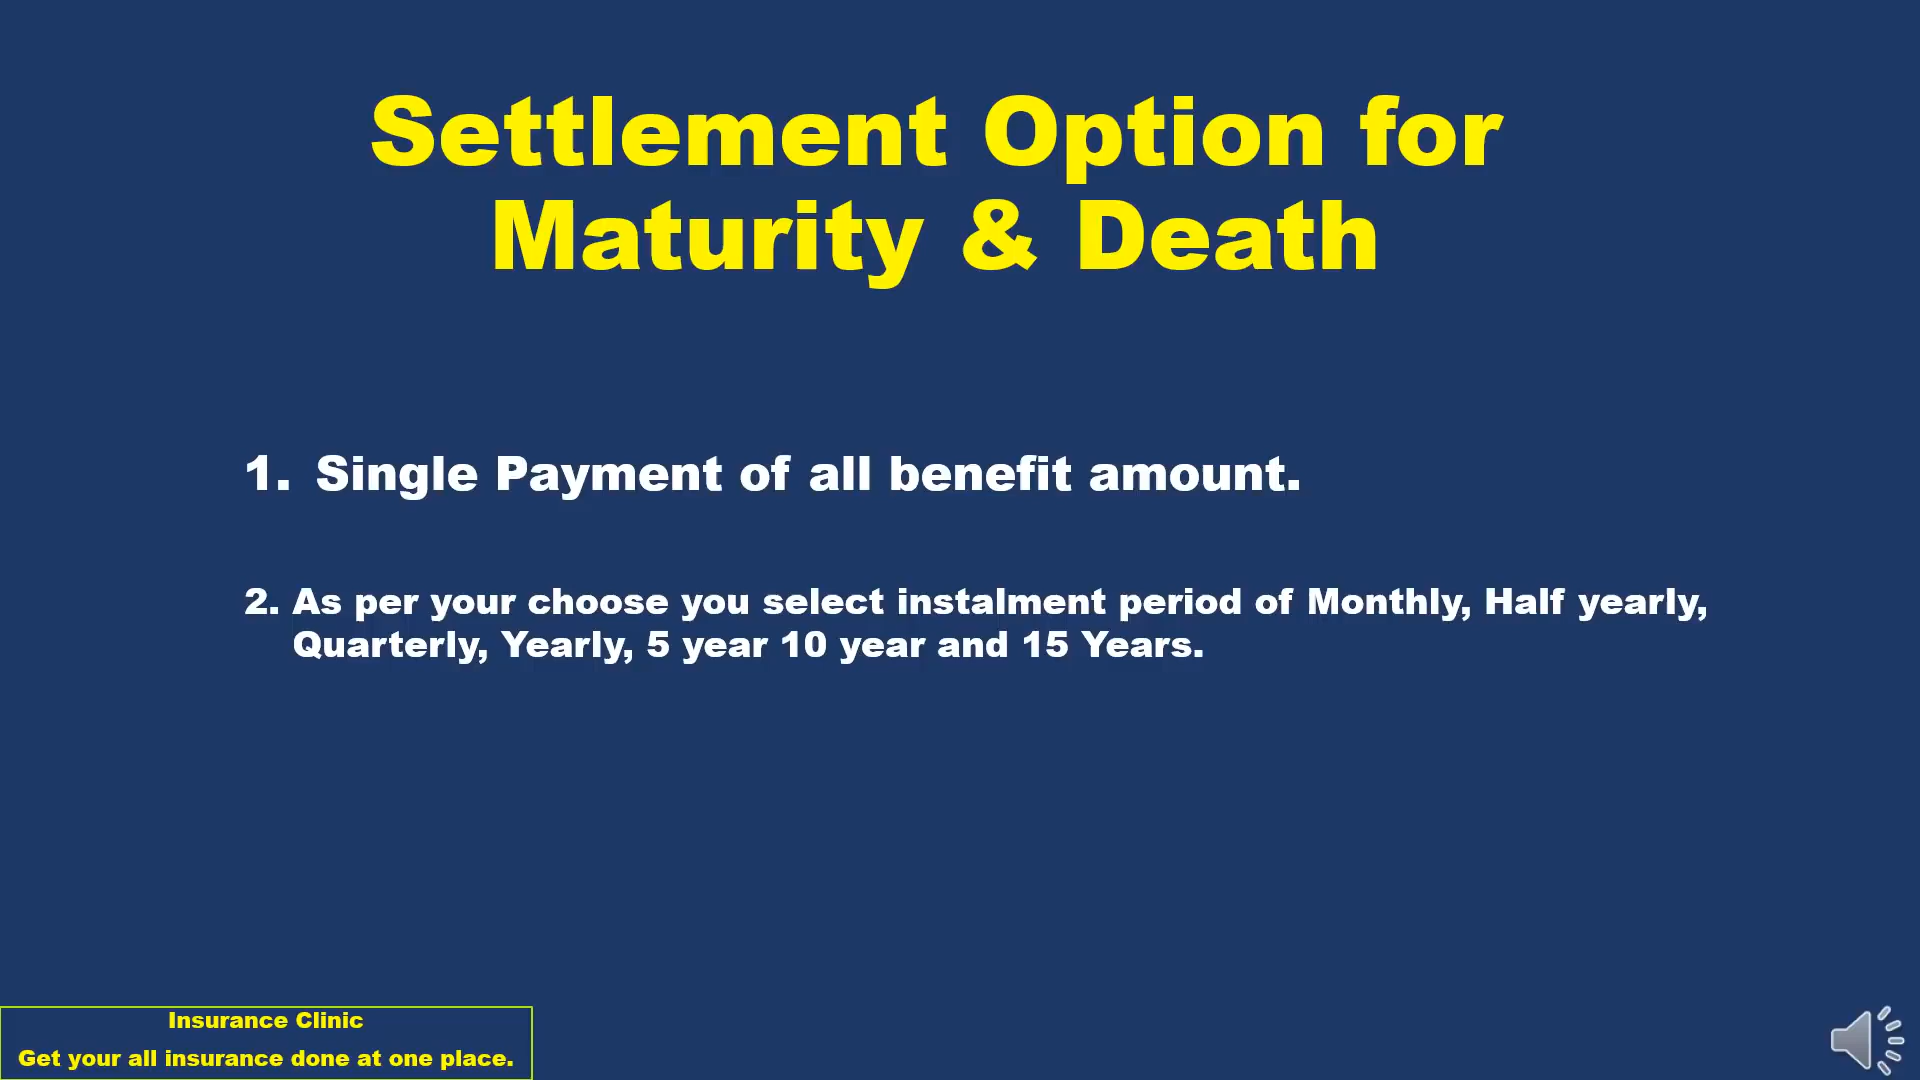 Settlement Option for
Maturity & Death
1. Single Payment of all benefit amount.
2. As per your choose you select instalment period of Monthly, Half yearly,
Quarterly, Yearly, 5 year 10 year and 15 Years.
Insurance Clinic
Get your all insurance done at one place.